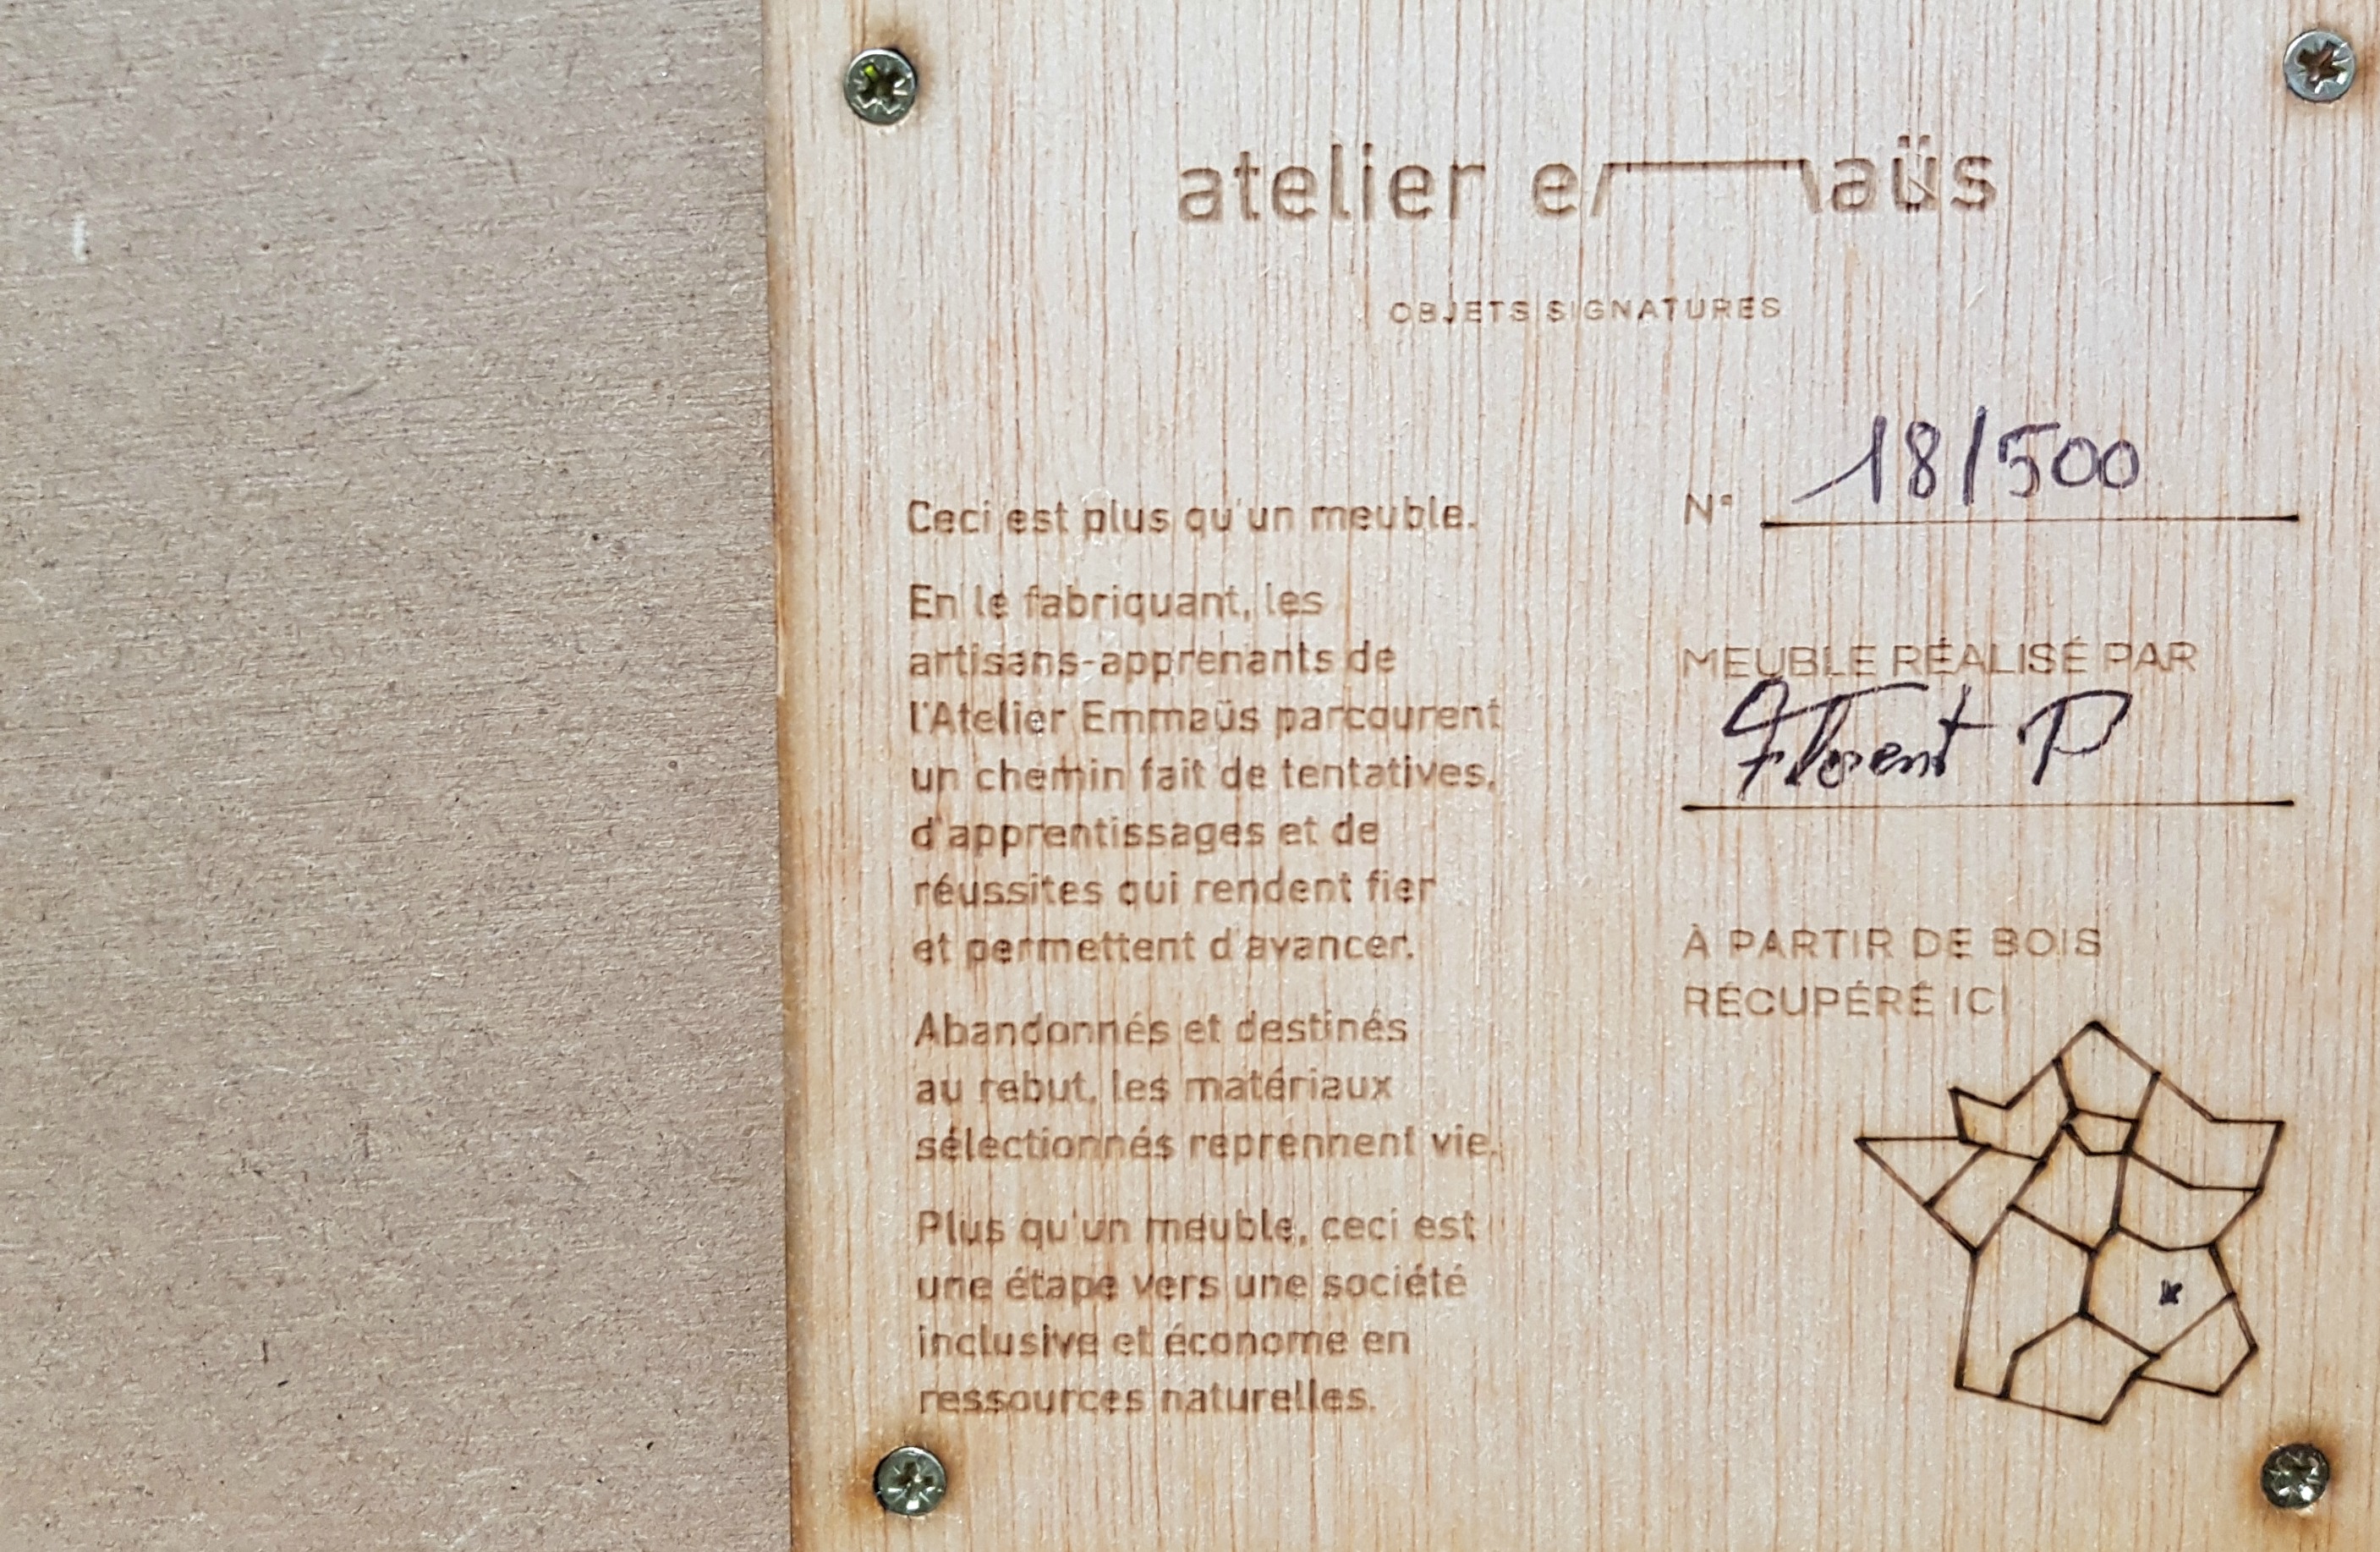 atelier emmaüs
OBJETS SIGNATURES
Ceci est plus qu'un meuble.
En le fabriquant, les
artisans-apprenants de
l'Atelier Emmaüs parcourent
un chemin fait de tentatives,
d'apprentissages et de
réussites qui rendent fier
et permettent d'avancer.
Abandonnés et destinés
au rebut, les matériaux
sélectionnés reprennent vie.
Plus qu'un meuble, ceci est
une étape vers une société
inclusive et économe en
ressources naturelles.
N° 18/500
MEUBLE RÉALISÉ PAR
Florent P
À PARTIR DE BOIS
RÉCUPÉRÉ ICI